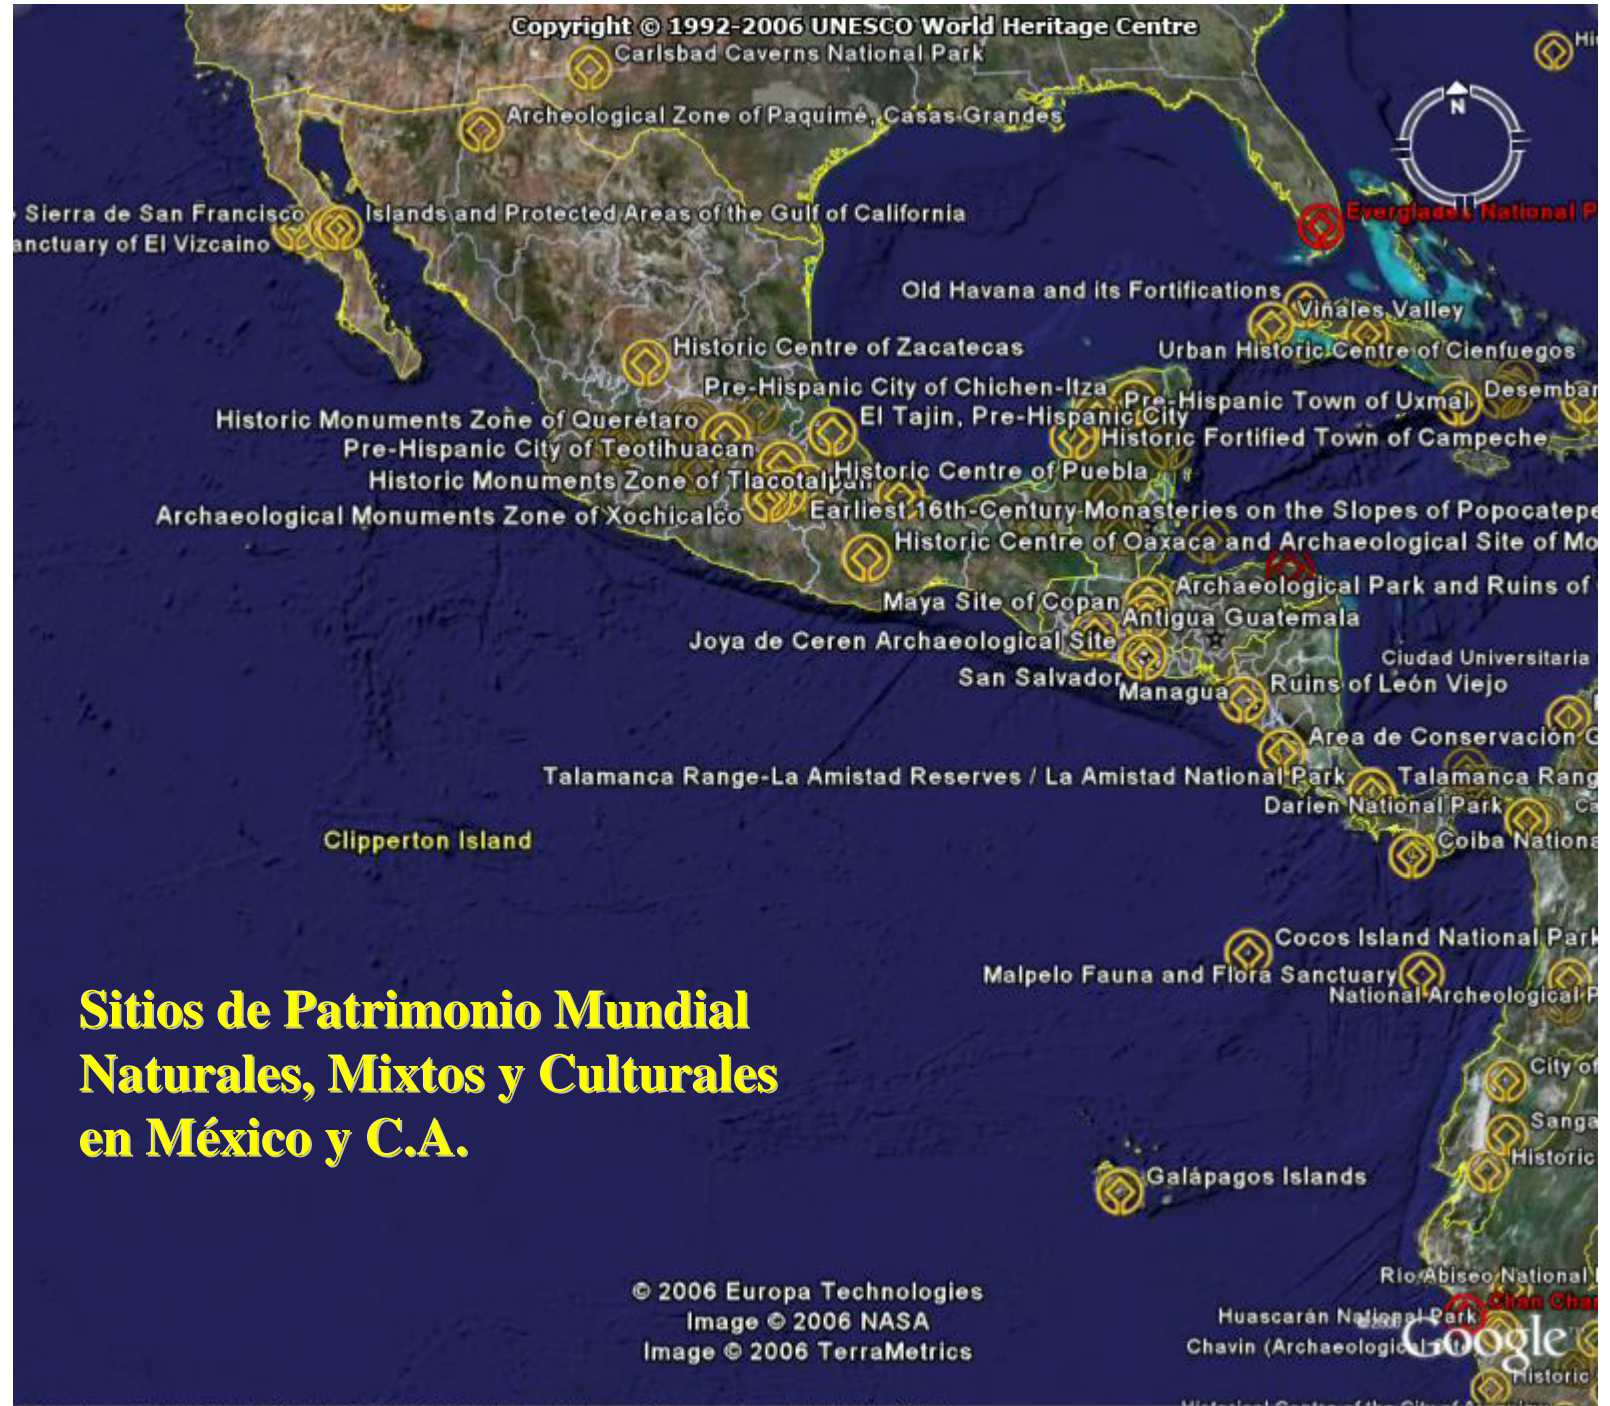 Copyright © 1992-2006 UNESCO World Heritage Centre
Carlsbad Caverns National Park
Hi
N
Archeological Zone of Paquimé, Casas Grandes
Sierra de San Francisco
Islands and Protected Areas of the Gulf of California
Everglades National P
anctuary of El Vizcaino
Old Havana and its Fortifications
Viñales Valley
Historic Centre of Zacatecas
Urban Historic Centre of Cienfuegos
Pre-Hispanic City of Chichen-Itza
Pre-Hispanic Town of Uxmal
Desembar
Historic Monuments Zone of Querétaro
El Tajin, Pre-Hispanic City
Historic Fortified Town of Campeche
Pre-Hispanic City of Teotihuacan
Historic Centre of Puebla
Historic Monuments Zone of Tlacotalpan
Archaeological Monuments Zone of Xochicalco
Earliest 16th-Century Monasteries on the Slopes of Popocatepe
Historic Centre of Oaxaca and Archaeological Site of Mo
Archaeological Park and Ruins of
Maya Site of Copan
Antigua Guatemala
Joya de Ceren Archaeological Site
Ciudad Universitaria
San Salvador
Managua
Ruins of León Viejo
Area de Conservación G
Talamanca Range-La Amistad Reserves / La Amistad National Park
Talamanca Rang
Darien National Park
Ca
Clipperton Island
Coiba Nationa
Cocos Island National Park
Malpelo Fauna and Flora Sanctuary
National Archeological P
Sitios de Patrimonio Mundial
Naturales, Mixtos y Culturales
en México y C.A.
City of
Sanga
Historic
Galápagos Islands
Rio Abiseo National
© 2006 Europa Technologies
Chan Chan
Image © 2006 NASA
Huascarán National Park
Google
Image © 2006 TerraMetrics
Chavin (Archaeological
Historic